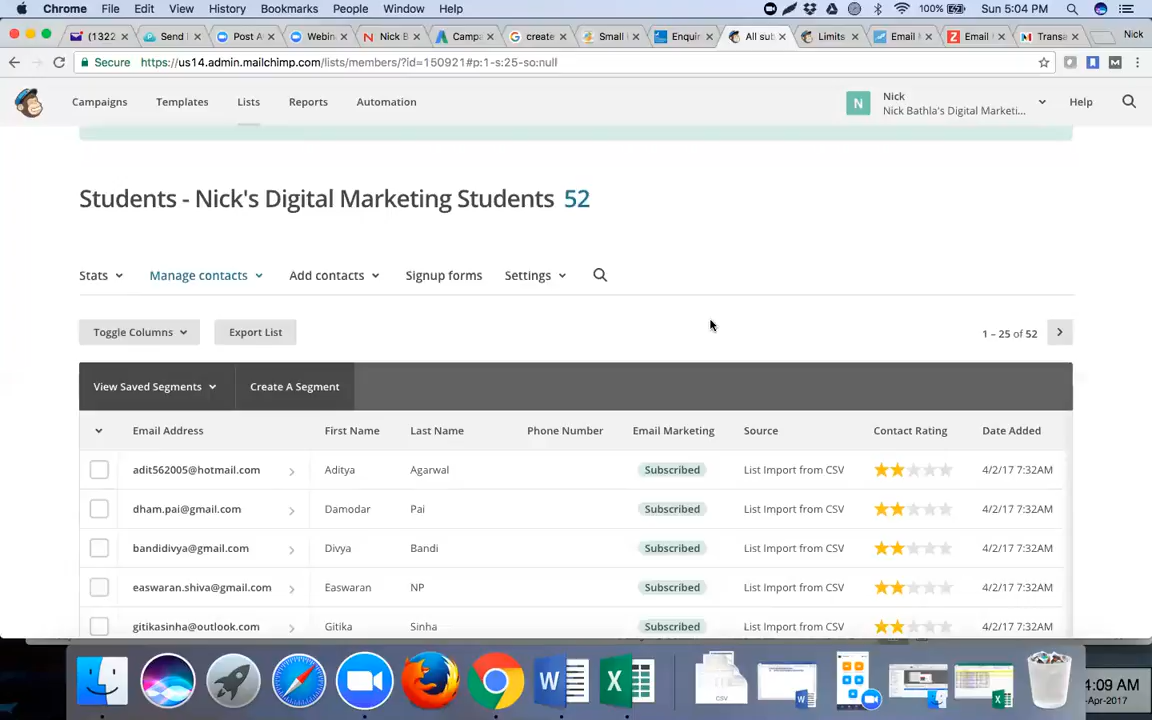 Chrome File Edit View History Bookmarks People Window Help 100% Sun 5:04 PM
(1322 Send Post A Webin Nick B Campa create Small Enquir All sub Limits Email Email Transa Nick
Secure https://us14.admin.mailchimp.com/lists/members/?id=150921#p:1-s:25-so:null
Campaigns Templates Lists Reports Automation N Nick Help
Nick Bathla's Digital Marketi...
Students - Nick's Digital Marketing Students 52
Stats Manage contacts Add contacts Signup forms Settings
Toggle Columns Export List 1 – 25 of 52
View Saved Segments Create A Segment
Email Address First Name Last Name Phone Number Email Marketing Source Contact Rating Date Added
adit562005@hotmail.com Aditya Agarwal Subscribed List Import from CSV 4/2/17 7:32AM
dham.pai@gmail.com Damodar Pai Subscribed List Import from CSV 4/2/17 7:32AM
bandidivya@gmail.com Divya Bandi Subscribed List Import from CSV 4/2/17 7:32AM
easwaran.shiva@gmail.com Easwaran NP Subscribed List Import from CSV 4/2/17 7:32AM
gitikasinha@outlook.com Gitika Sinha Subscribed List Import from CSV 4/2/17 7:32AM
CSV
4:09 AM
-Apr-2017